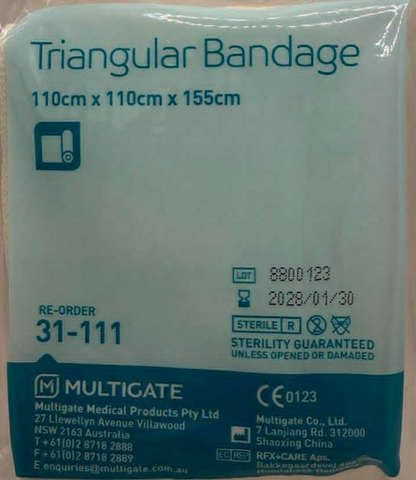 Triangular Bandage
110cm x 110cm x 155cm
LOT 8800123
2028/01/30
RE-ORDER
31-111
STERILE R
STERILITY GUARANTEED
UNLESS OPENED OR DAMAGED
MULTIGATE
Multigate Medical Products Pty Ltd
27 Llewellyn Avenue Villawood
NSW 2163 Australia
T +61(0)2 8718 2888
F +61(0)2 8718 2889
E enquiries@multigate.com.au
CE0123
Multigate Co., Ltd.
7 Lanjiang Rd. 312000
Shaoxing China
EC REP RFX+CARE Aps.